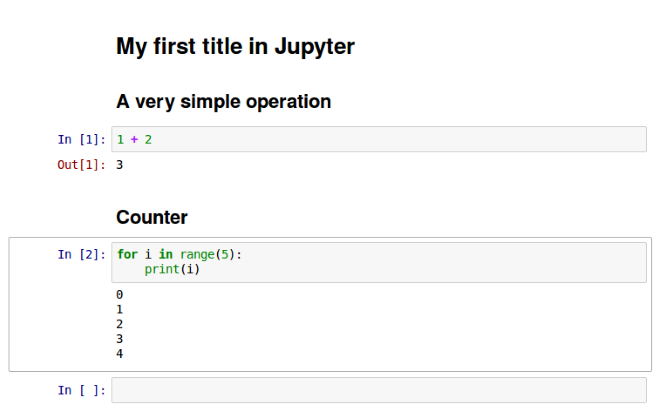 My first title in Jupyter
A very simple operation
In [1]: 1 + 2
Out[1]: 3
Counter
In [2]: for i in range(5):
    print(i)
0
1
2
3
4
In [ ]: